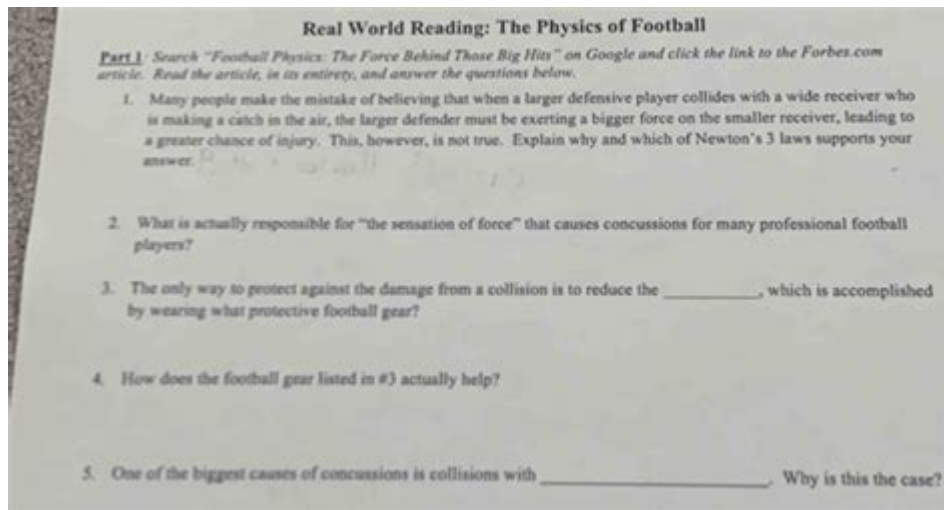 Real World Reading: The Physics of Football
Part 1: Search "Football Physics: The Force Behind Those Big Hits" on Google and click the link to the Forbes.com
article. Read the article, in its entirety, and answer the questions below.
1. Many people make the mistake of believing that when a larger defensive player collides with a wide receiver who
is making a catch in the air, the larger defender must be exerting a bigger force on the smaller receiver, leading to
a greater chance of injury. This, however, is not true. Explain why and which of Newton's 3 laws supports your
answer.
2. What is actually responsible for "the sensation of force" that causes concussions for many professional football
players?
3. The only way to protect against the damage from a collision is to reduce the __________, which is accomplished
by wearing what protective football gear?
4. How does the football gear listed in #3 actually help?
5. One of the biggest causes of concussions is collisions with ________________________. Why is this the case?